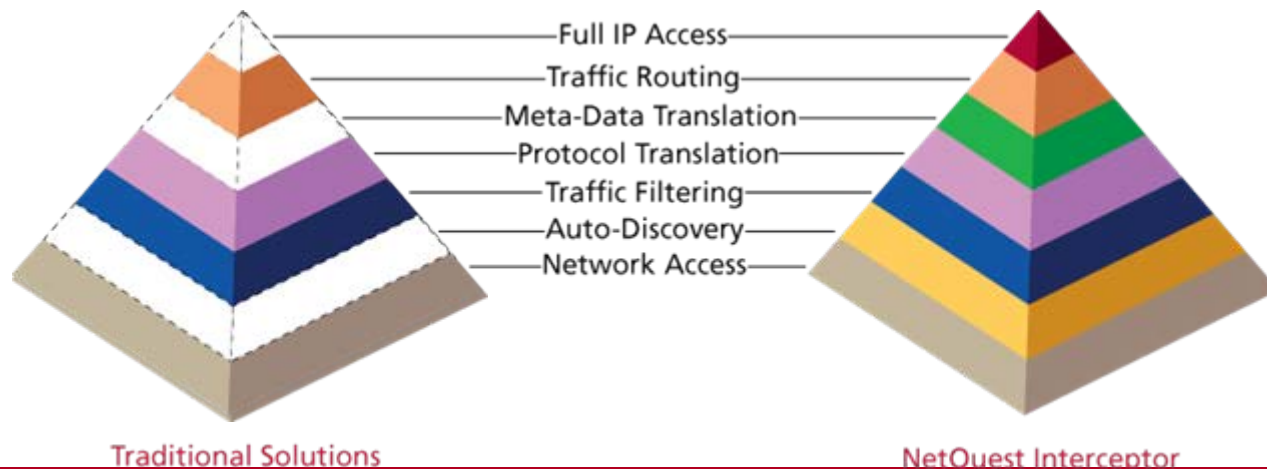 Full IP Access
Traffic Routing
Meta-Data Translation
Protocol Translation
Traffic Filtering
Auto-Discovery
Network Access
Traditional Solutions
NetQuest Interceptor